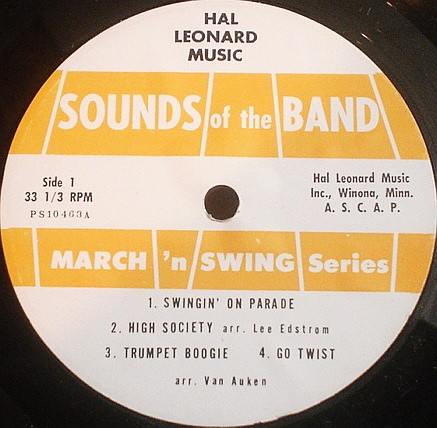 HAL
LEONARD
MUSIC
SOUNDS of the BAND
Side 1
33 1/3 RPM
PS10463A
Hal Leonard Music
Inc., Winona, Minn.
A. S. C. A. P.
MARCH 'n SWING Series
1. SWINGIN' ON PARADE
2. HIGH SOCIETY arr. Lee Edstrom
3. TRUMPET BOOGIE 4. GO TWIST
arr. Van Auken